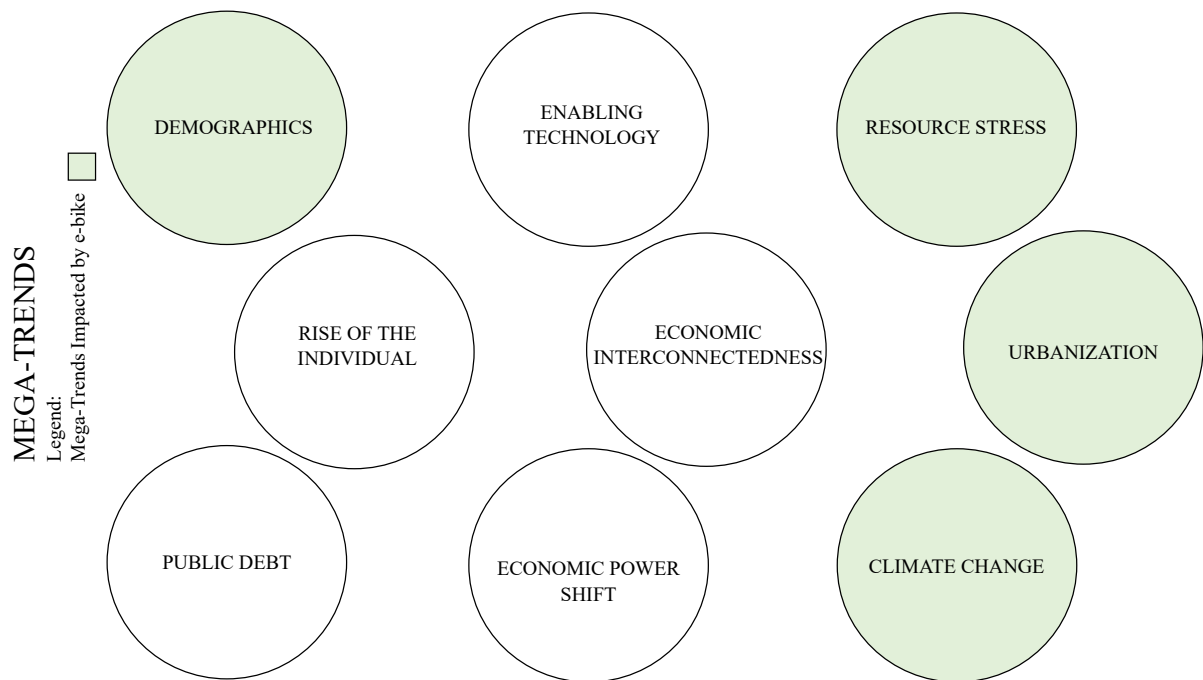 MEGA-TRENDS
Legend:
Mega-Trends Impacted by e-bike
DEMOGRAPHICS
ENABLING
TECHNOLOGY
RESOURCE STRESS
RISE OF THE
INDIVIDUAL
ECONOMIC
INTERCONNECTEDNESS
URBANIZATION
PUBLIC DEBT
ECONOMIC POWER
SHIFT
CLIMATE CHANGE